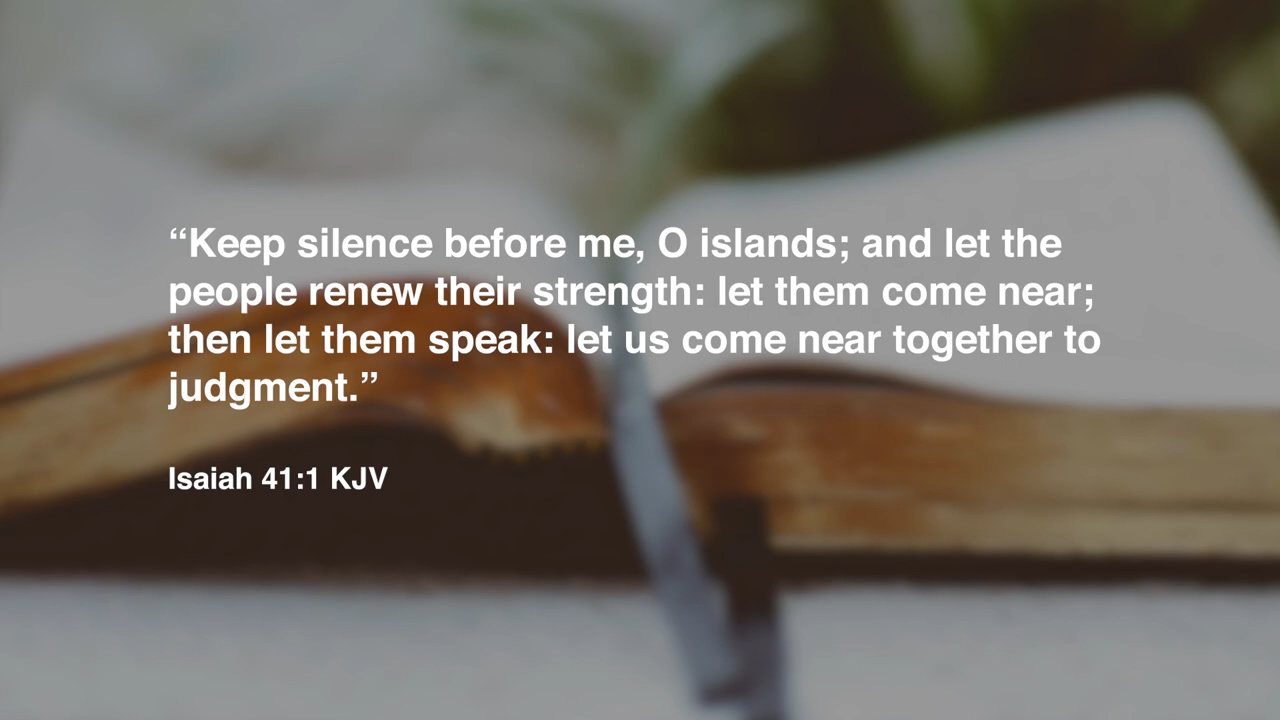 “Keep silence before me, O islands; and let the
people renew their strength: let them come near;
then let them speak: let us come near together to
judgment.”
Isaiah 41:1 KJV